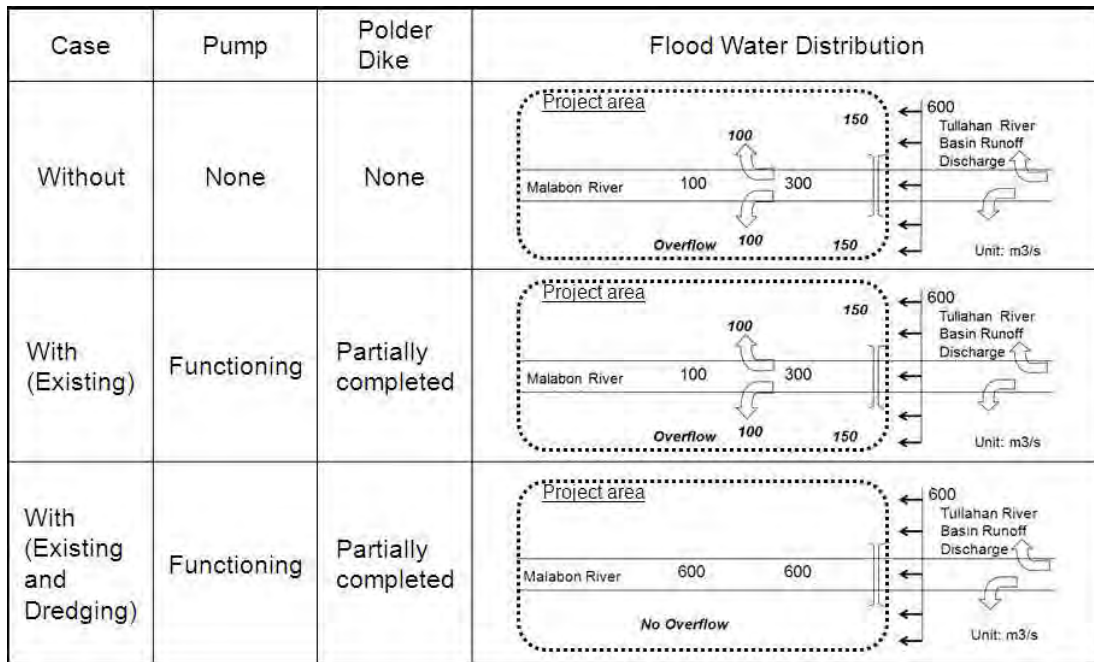 Case
Pump
Polder
Dike
Flood Water Distribution
Without
None
None
Project area
150
600
Tullahan River
Basin Runoff
Discharge
100
Malabon River
100
300
Overflow
100
150
Unit: m3/s
With
(Existing)
Functioning
Partially
completed
Project area
150
600
Tullahan River
Basin Runoff
Discharge
100
Malabon River
100
300
Overflow
100
150
Unit: m3/s
With
(Existing
and
Dredging)
Functioning
Partially
completed
Project area
600
Tullahan River
Basin Runoff
Discharge
Malabon River
600
600
No Overflow
Unit: m3/s